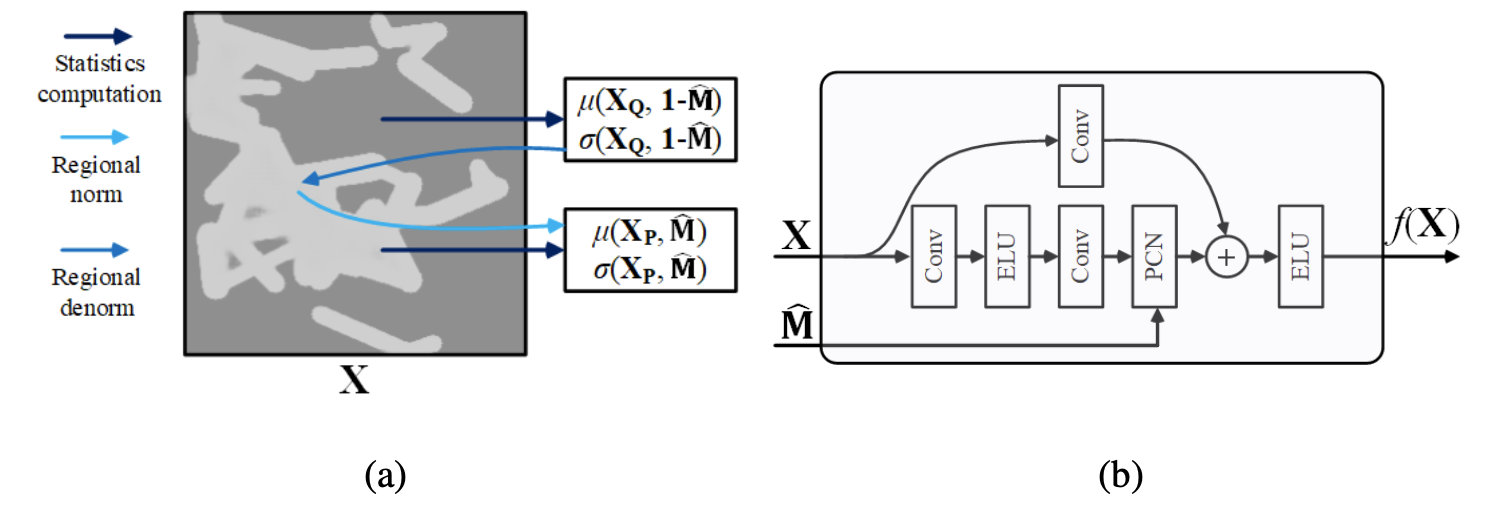 Statistics
computation
Regional
norm
Regional
denorm
μ(X_Q, 1-M̂)
σ(X_Q, 1-M̂)
μ(X_P, M̂)
σ(X_P, M̂)
X
(a)
X
M̂
Conv
Conv
ELU
Conv
PCN
+
ELU
f(X)
(b)